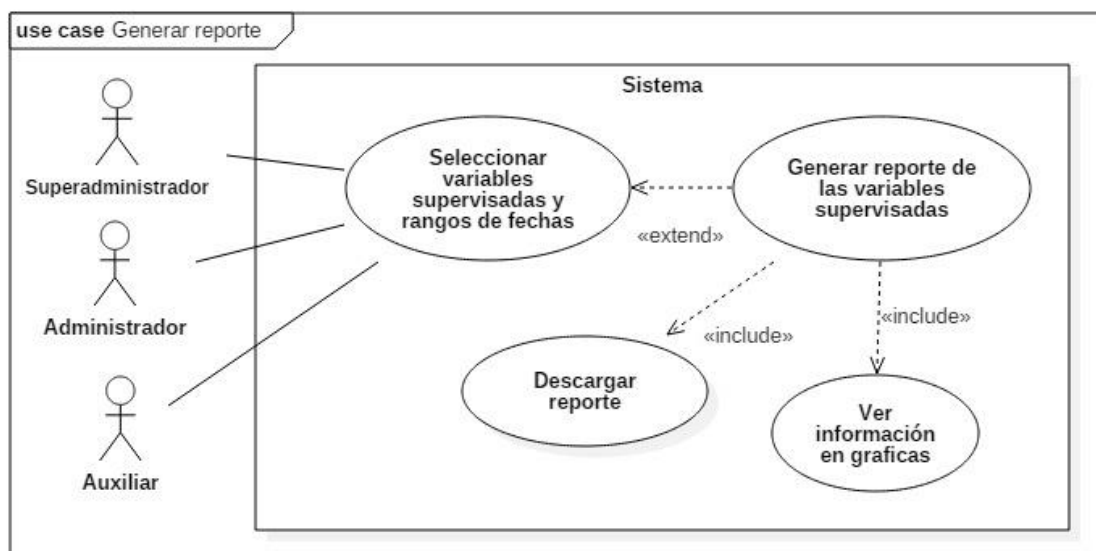 use case Generar reporte
Sistema
Superadministrador
Administrador
Auxiliar
Seleccionar
variables
supervisadas y
rangos de fechas
Generar reporte de
las variables
supervisadas
«extend»
«include»
«include»
Descargar
reporte
Ver
información
en graficas